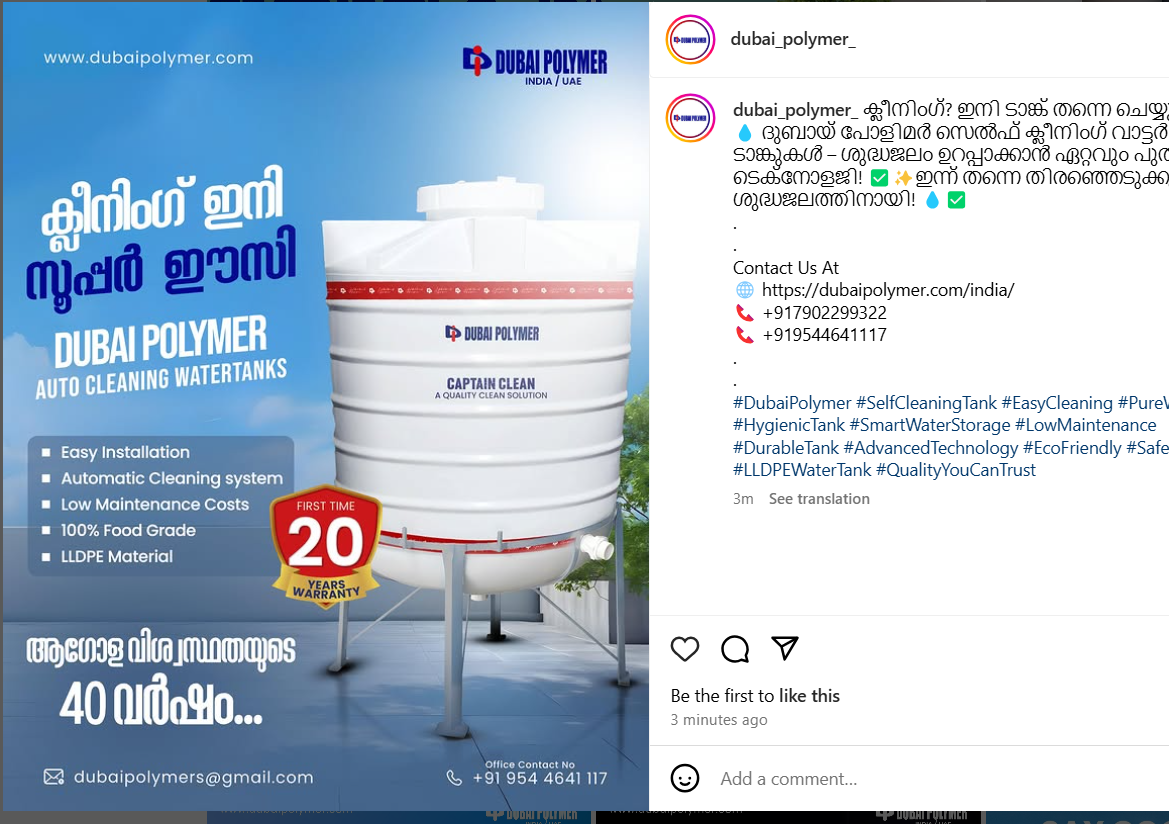 www.dubaipolymer.com
DUBAI POLYMER
INDIA / UAE
ക്ലീനിംഗ് ഇനി
സൂപ്പർ ഈസി
DUBAI POLYMER
AUTO CLEANING WATERTANKS
Easy Installation
Automatic Cleaning system
Low Maintenance Costs
100% Food Grade
LLDPE Material
FIRST TIME
20
YEARS
WARRANTY
DUBAI POLYMER
CAPTAIN CLEAN
A QUALITY CLEAN SOLUTION
ആഗോള വിശ്വസ്ഥതയുടെ
40 വർഷം...
dubaipolymers@gmail.com
Office Contact No
+91 954 4641 117
dubai_polymer_
dubai_polymer_ ക്ലീനിംഗ്? ഇനി ടാങ്ക് തന്നെ
💧 ദുബായ് പോളിമർ സെൽഫ് ക്ലീനിംഗ് വാട്ടർ
ടാങ്കുകൾ – ശുദ്ധജലം ഉറപ്പാക്കാൻ ഏറ്റവും
ടെക്നോളജി! ✅ ✨ഇന്ന് തന്നെ
ശുദ്ധജലത്തിനായി! 💧 ✅
.
.
Contact Us At
🌐 https://dubaipolymer.com/india/
📞 +917902299322
📞 +919544641117
.
.
#DubaiPolymer #SelfCleaningTank #EasyCleaning
#HygienicTank #SmartWaterStorage #LowMaintenance
#DurableTank #AdvancedTechnology #EcoFriendly
#LLDPEWaterTank #QualityYouCanTrust
3m See translation
Be the first to like this
3 minutes ago
Add a comment...